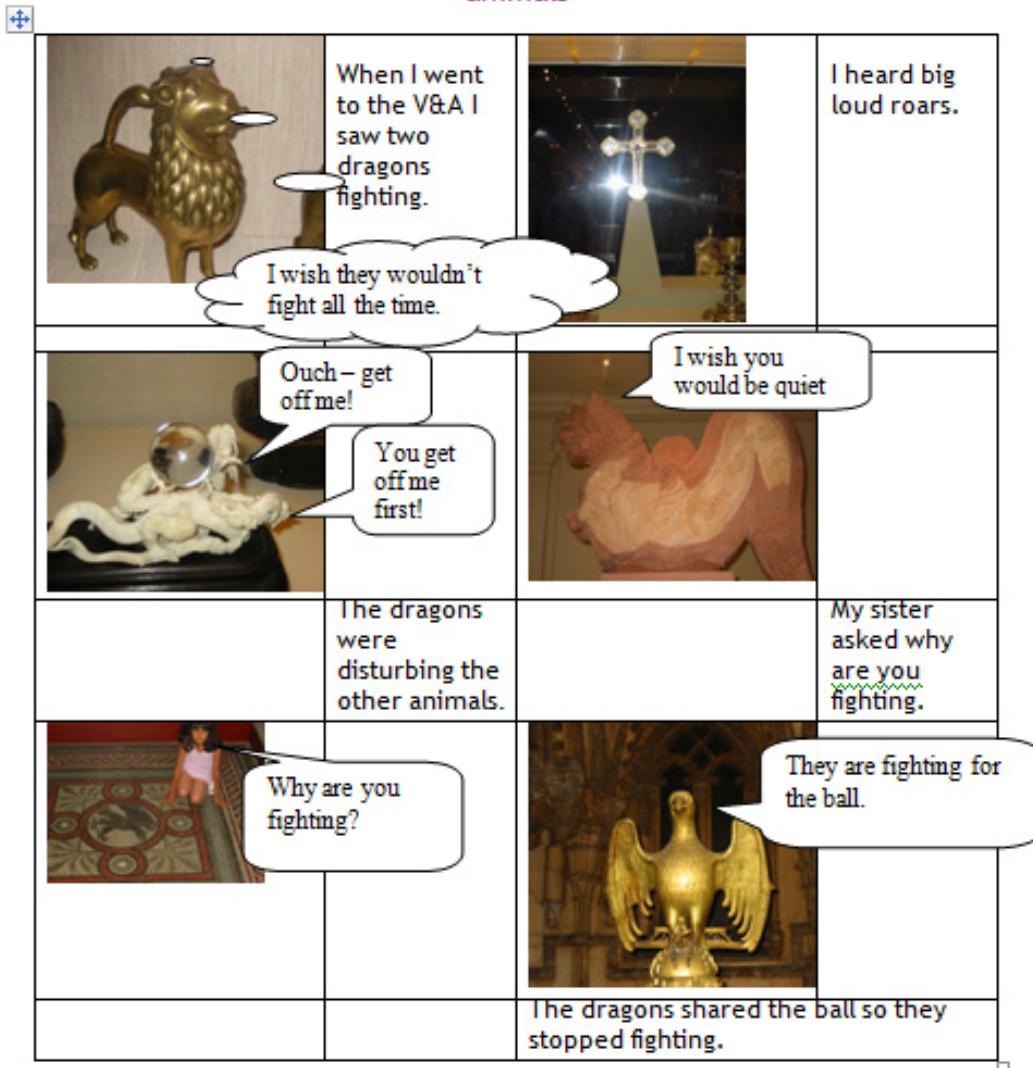 animals
When I went
to the V&A I
saw two
dragons
fighting.
I heard big
loud roars.
I wish they wouldn't
fight all the time.
Ouch – get
off me!
You get
off me
first!
I wish you
would be quiet
The dragons
were
disturbing the
other animals.
My sister
asked why
are you
fighting.
Why are you
fighting?
They are fighting for
the ball.
The dragons shared the ball so they
stopped fighting.